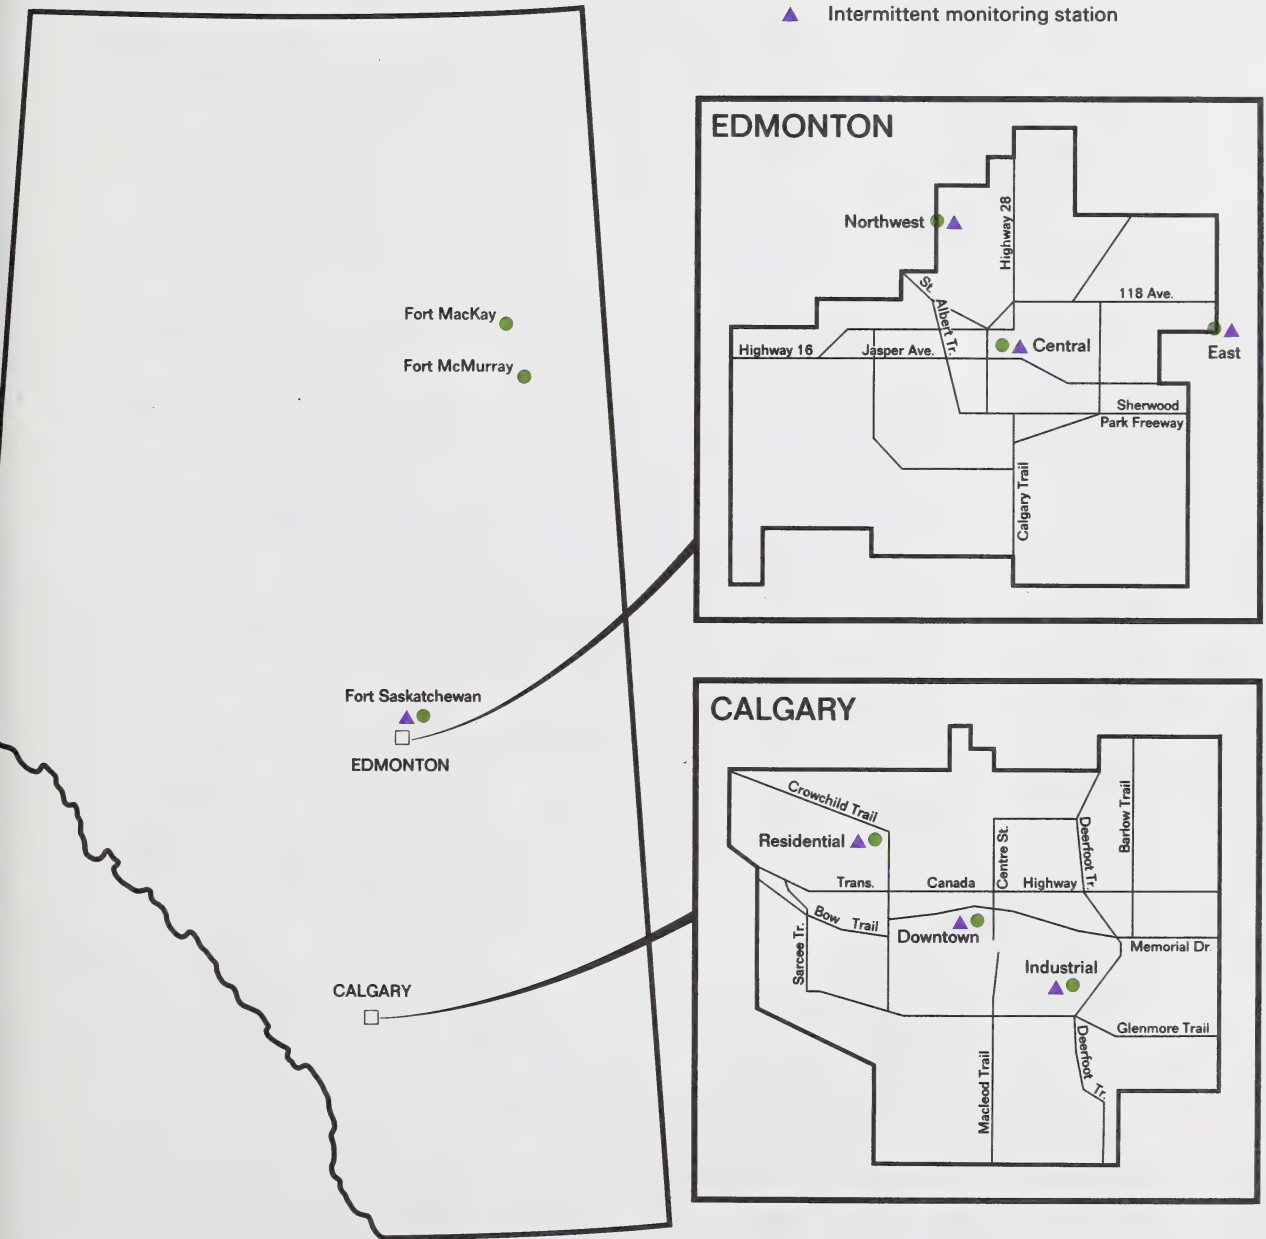 Intermittent monitoring station
EDMONTON
Northwest
Highway 28
St. Albert Tr.
118 Ave.
Highway 16
Jasper Ave.
Central
East
Sherwood
Park Freeway
Calgary Trail
Fort MacKay
Fort McMurray
Fort Saskatchewan
EDMONTON
CALGARY
CALGARY
Crowchild Trail
Residential
Centre St.
Deerfoot Tr.
Barlow Trail
Trans. Canada Highway
Bow Trail
Sarcee Tr.
Downtown
Memorial Dr.
Industrial
Glenmore Trail
Macleod Trail
Deerfoot Tr.